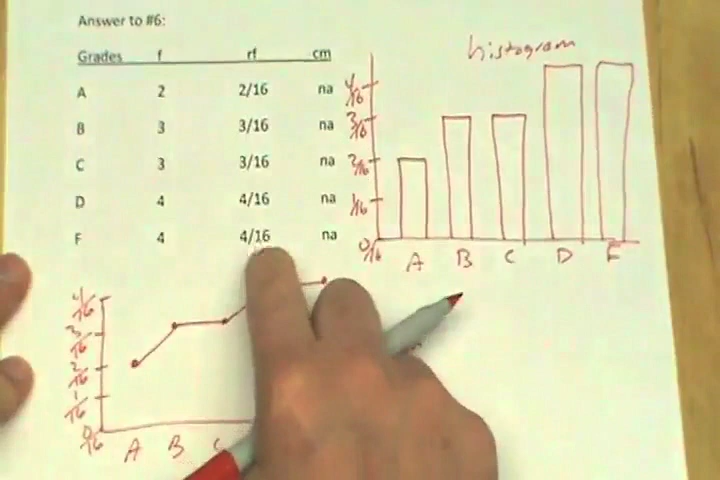 Answer to #6:
Grades f rf cm
A 2 2/16 na
B 3 3/16 na
C 3 3/16 na
D 4 4/16 na
F 4 4/16 na
histogram
4/16
3/16
2/16
1/16
0/16
A B C D F
4/16
3/16
2/16
1/16
0/16
A B C